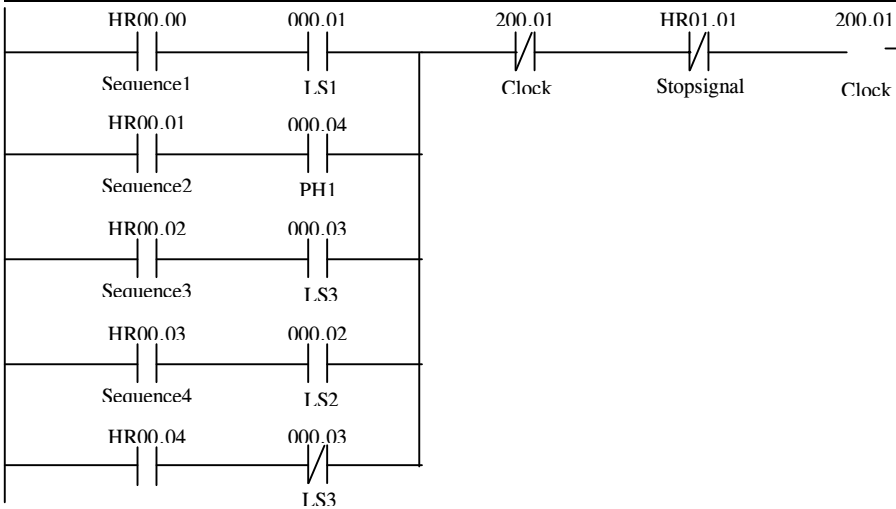 HR00.00 000.01 200.01 HR01.01 200.01
Sequence1 LS1 Clock Stopsignal Clock
HR00.01 000.04
Sequence2 PH1
HR00.02 000.03
Sequence3 LS3
HR00.03 000.02
Sequence4 LS2
HR00.04 000.03
LS3